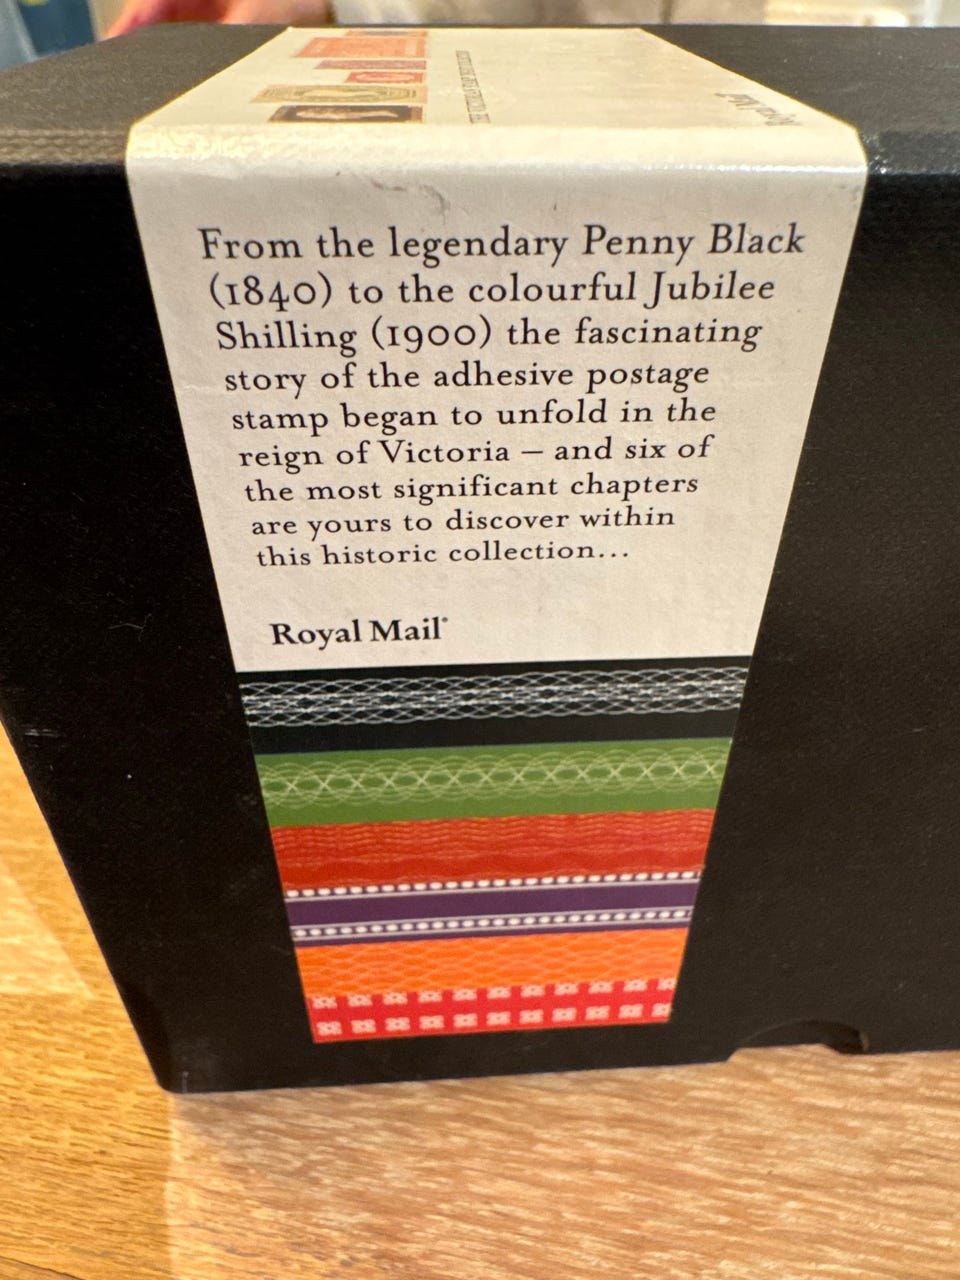 Royal Mail
From the legendary Penny Black
(1840) to the colourful Jubilee
Shilling (1900) the fascinating
story of the adhesive postage
stamp began to unfold in the
reign of Victoria – and six of
the most significant chapters
are yours to discover within
this historic collection...
Royal Mail